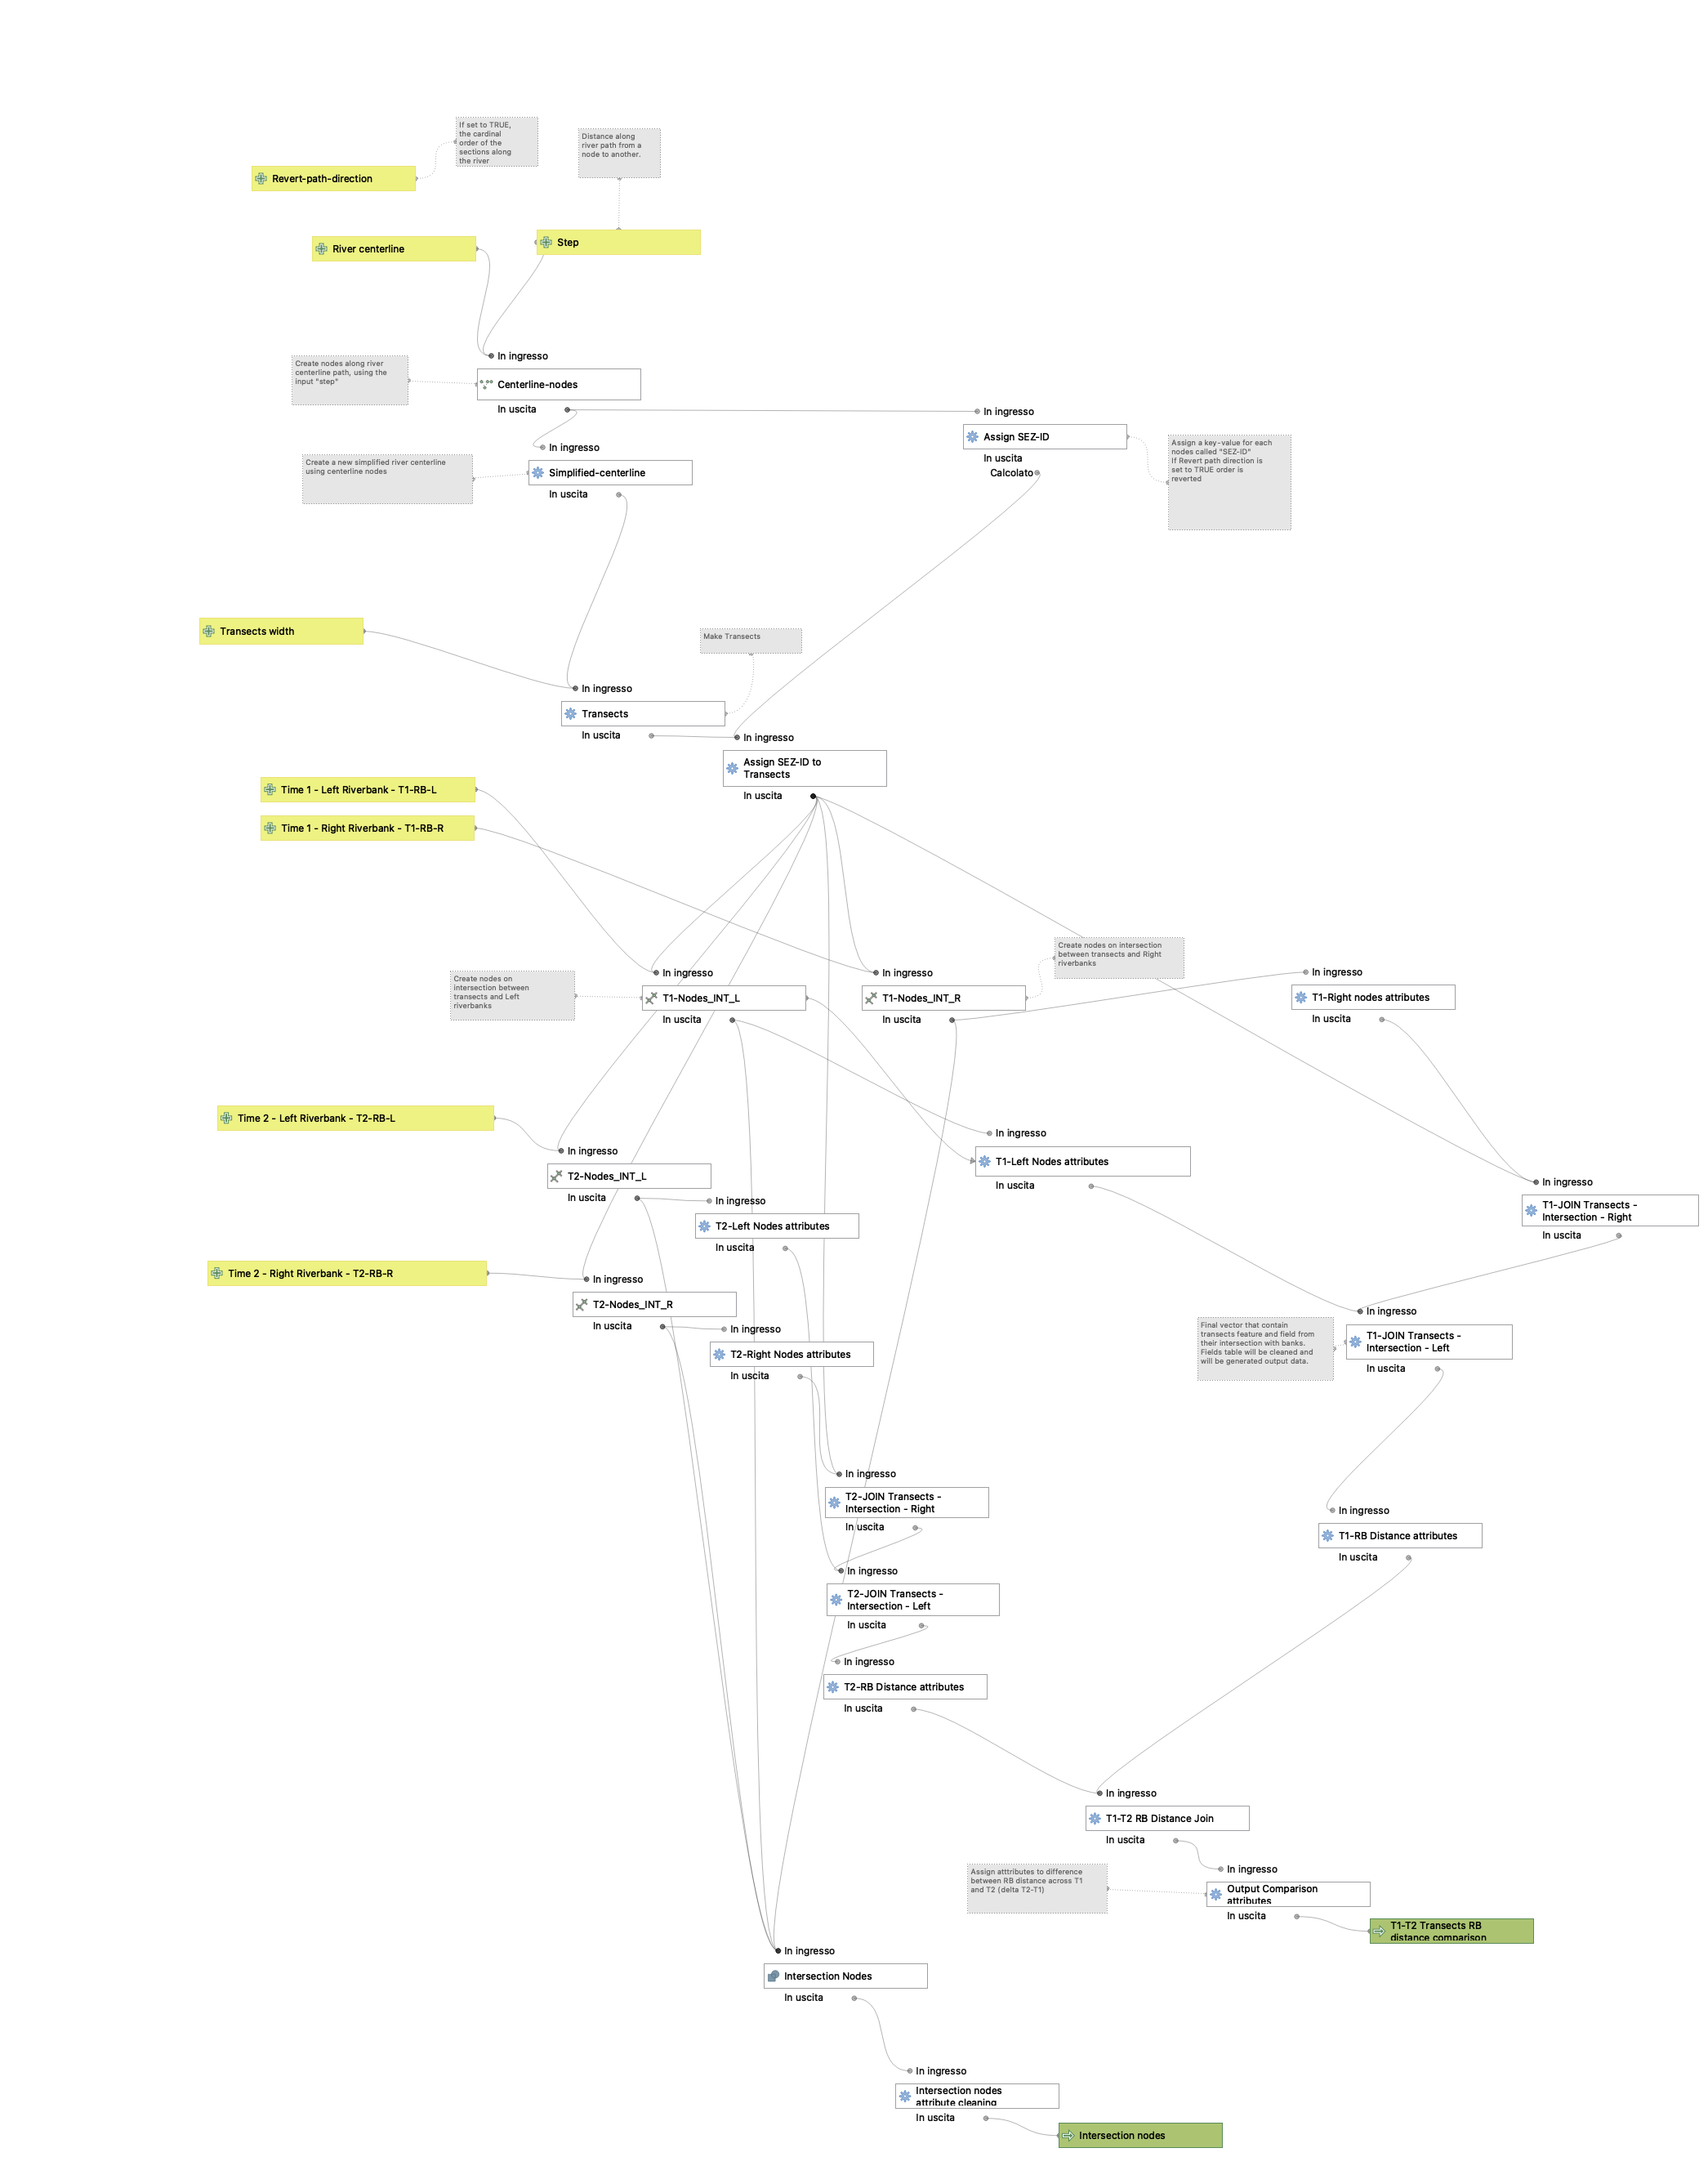 If set to TRUE,
the cardinal
order of the
sections along
the river
Distance along
river path from a
node to another.
Revert-path-direction
River centerline
Step
In ingresso
Create nodes along river
centerline path, using the
input "step"
Centerline-nodes
In uscita
In ingresso
Assign SEZ-ID
In uscita
Calcolato
Assign a key-value for each
nodes called "SEZ-ID"
If Revert path direction is
set to TRUE order is
reverted
In ingresso
Create a new simplified river centerline
using centerline nodes
Simplified-centerline
In uscita
Transects width
Make Transects
In ingresso
Transects
In uscita
In ingresso
Assign SEZ-ID to
Transects
In uscita
Time 1 - Left Riverbank - T1-RB-L
Time 1 - Right Riverbank - T1-RB-R
Create nodes on
Intersection between
transects and Left
riverbanks
In ingresso
T1-Nodes_INT_L
In uscita
In ingresso
T1-Nodes_INT_R
In uscita
Create nodes on intersection
between transects and Right
riverbanks
In ingresso
T1-Right nodes attributes
In uscita
Time 2 - Left Riverbank - T2-RB-L
In ingresso
T2-Nodes_INT_L
In uscita
In ingresso
T1-Left Nodes attributes
In uscita
In ingresso
T2-Left Nodes attributes
In uscita
In ingresso
T1-JOIN Transects -
Intersection - Right
In uscita
Time 2 - Right Riverbank - T2-RB-R
In ingresso
T2-Nodes_INT_R
In uscita
In ingresso
T2-Right Nodes attributes
In uscita
Final vector that contain
transects feature and field from
their intersection with banks.
Fields table will be cleaned and
will be generated output data.
In ingresso
T1-JOIN Transects -
Intersection - Left
In uscita
In ingresso
T2-JOIN Transects -
Intersection - Right
In uscita
In ingresso
T1-RB Distance attributes
In uscita
In ingresso
T2-JOIN Transects -
Intersection - Left
In uscita
In ingresso
T2-RB Distance attributes
In uscita
In ingresso
T1-T2 RB Distance Join
In uscita
Assign atttributes to difference
between RB distance across T1
and T2 (delta T2-T1)
In ingresso
Output Comparison
attributes
In uscita
T1-T2 Transects RB
distance comparison
In ingresso
Intersection Nodes
In uscita
In ingresso
Intersection nodes
attribute cleaning
In uscita
Intersection nodes